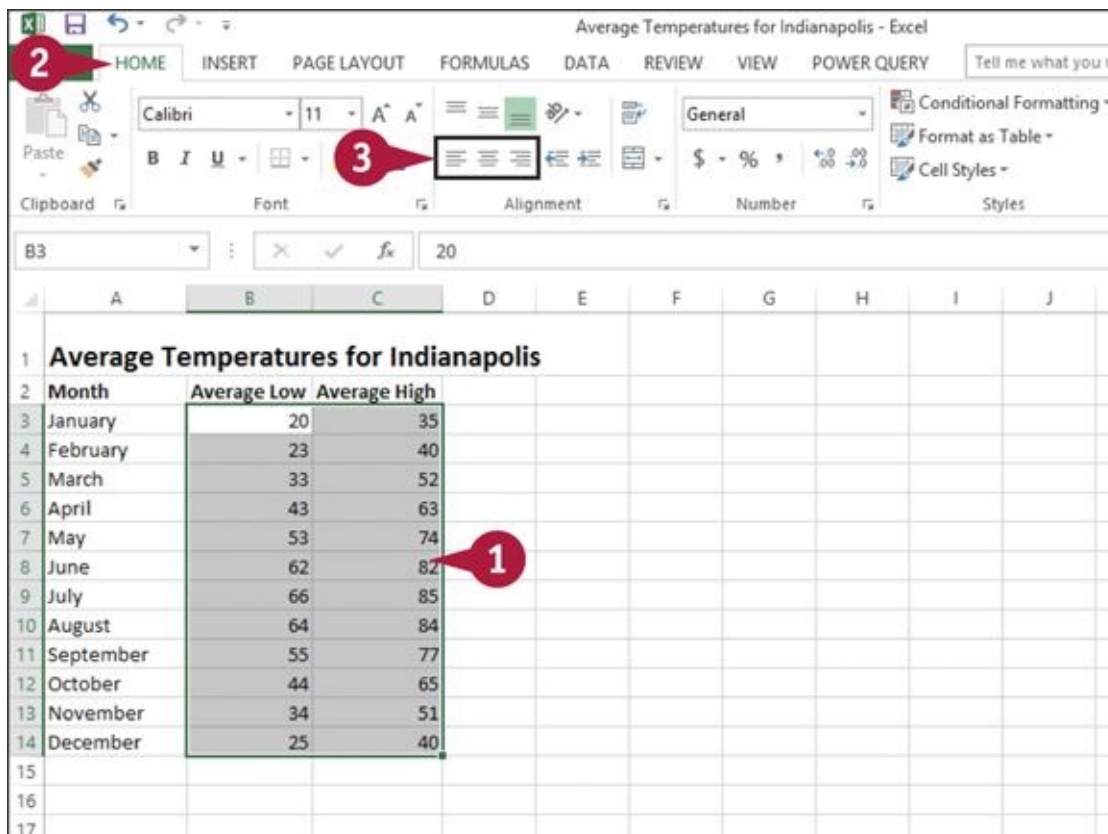 Average Temperatures for Indianapolis - Excel
2 HOME INSERT PAGE LAYOUT FORMULAS DATA REVIEW VIEW POWER QUERY Tell me what you
Calibri 11 A A General Conditional Formatting
Paste B I U 3 $ % , Format as Table
Cell Styles
Clipboard Font Alignment Number Styles
B3 fx 20
A B C D E F G H I J
1 Average Temperatures for Indianapolis
2 Month Average Low Average High
3 January 20 35
4 February 23 40
5 March 33 52
6 April 43 63
7 May 53 74
8 June 62 82 1
9 July 66 85
10 August 64 84
11 September 55 77
12 October 44 65
13 November 34 51
14 December 25 40
15
16
17